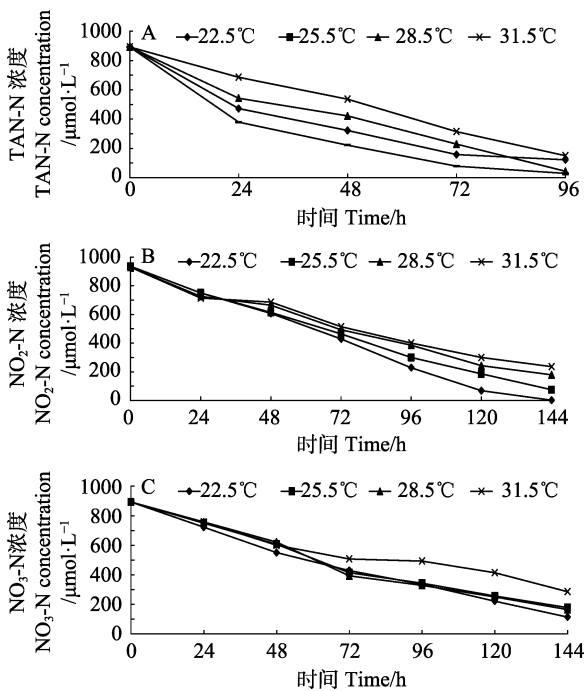 A
22.5℃ 25.5℃ 28.5℃ 31.5℃
TAN-N 浓度
TAN-N concentration
/μmol·L⁻¹
1000
800
600
400
200
0
0 24 48 72 96
时间 Time/h
B
22.5℃ 25.5℃ 28.5℃ 31.5℃
NO₂-N 浓度
NO₂-N concentration
/μmol·L⁻¹
1000
800
600
400
200
0
0 24 48 72 96 120 144
时间 Time/h
C
22.5℃ 25.5℃ 28.5℃ 31.5℃
NO₃-N浓度
NO₃-N concentration
/μmol·L⁻¹
1000
800
600
400
200
0
0 24 48 72 96 120 144
时间 Time/h